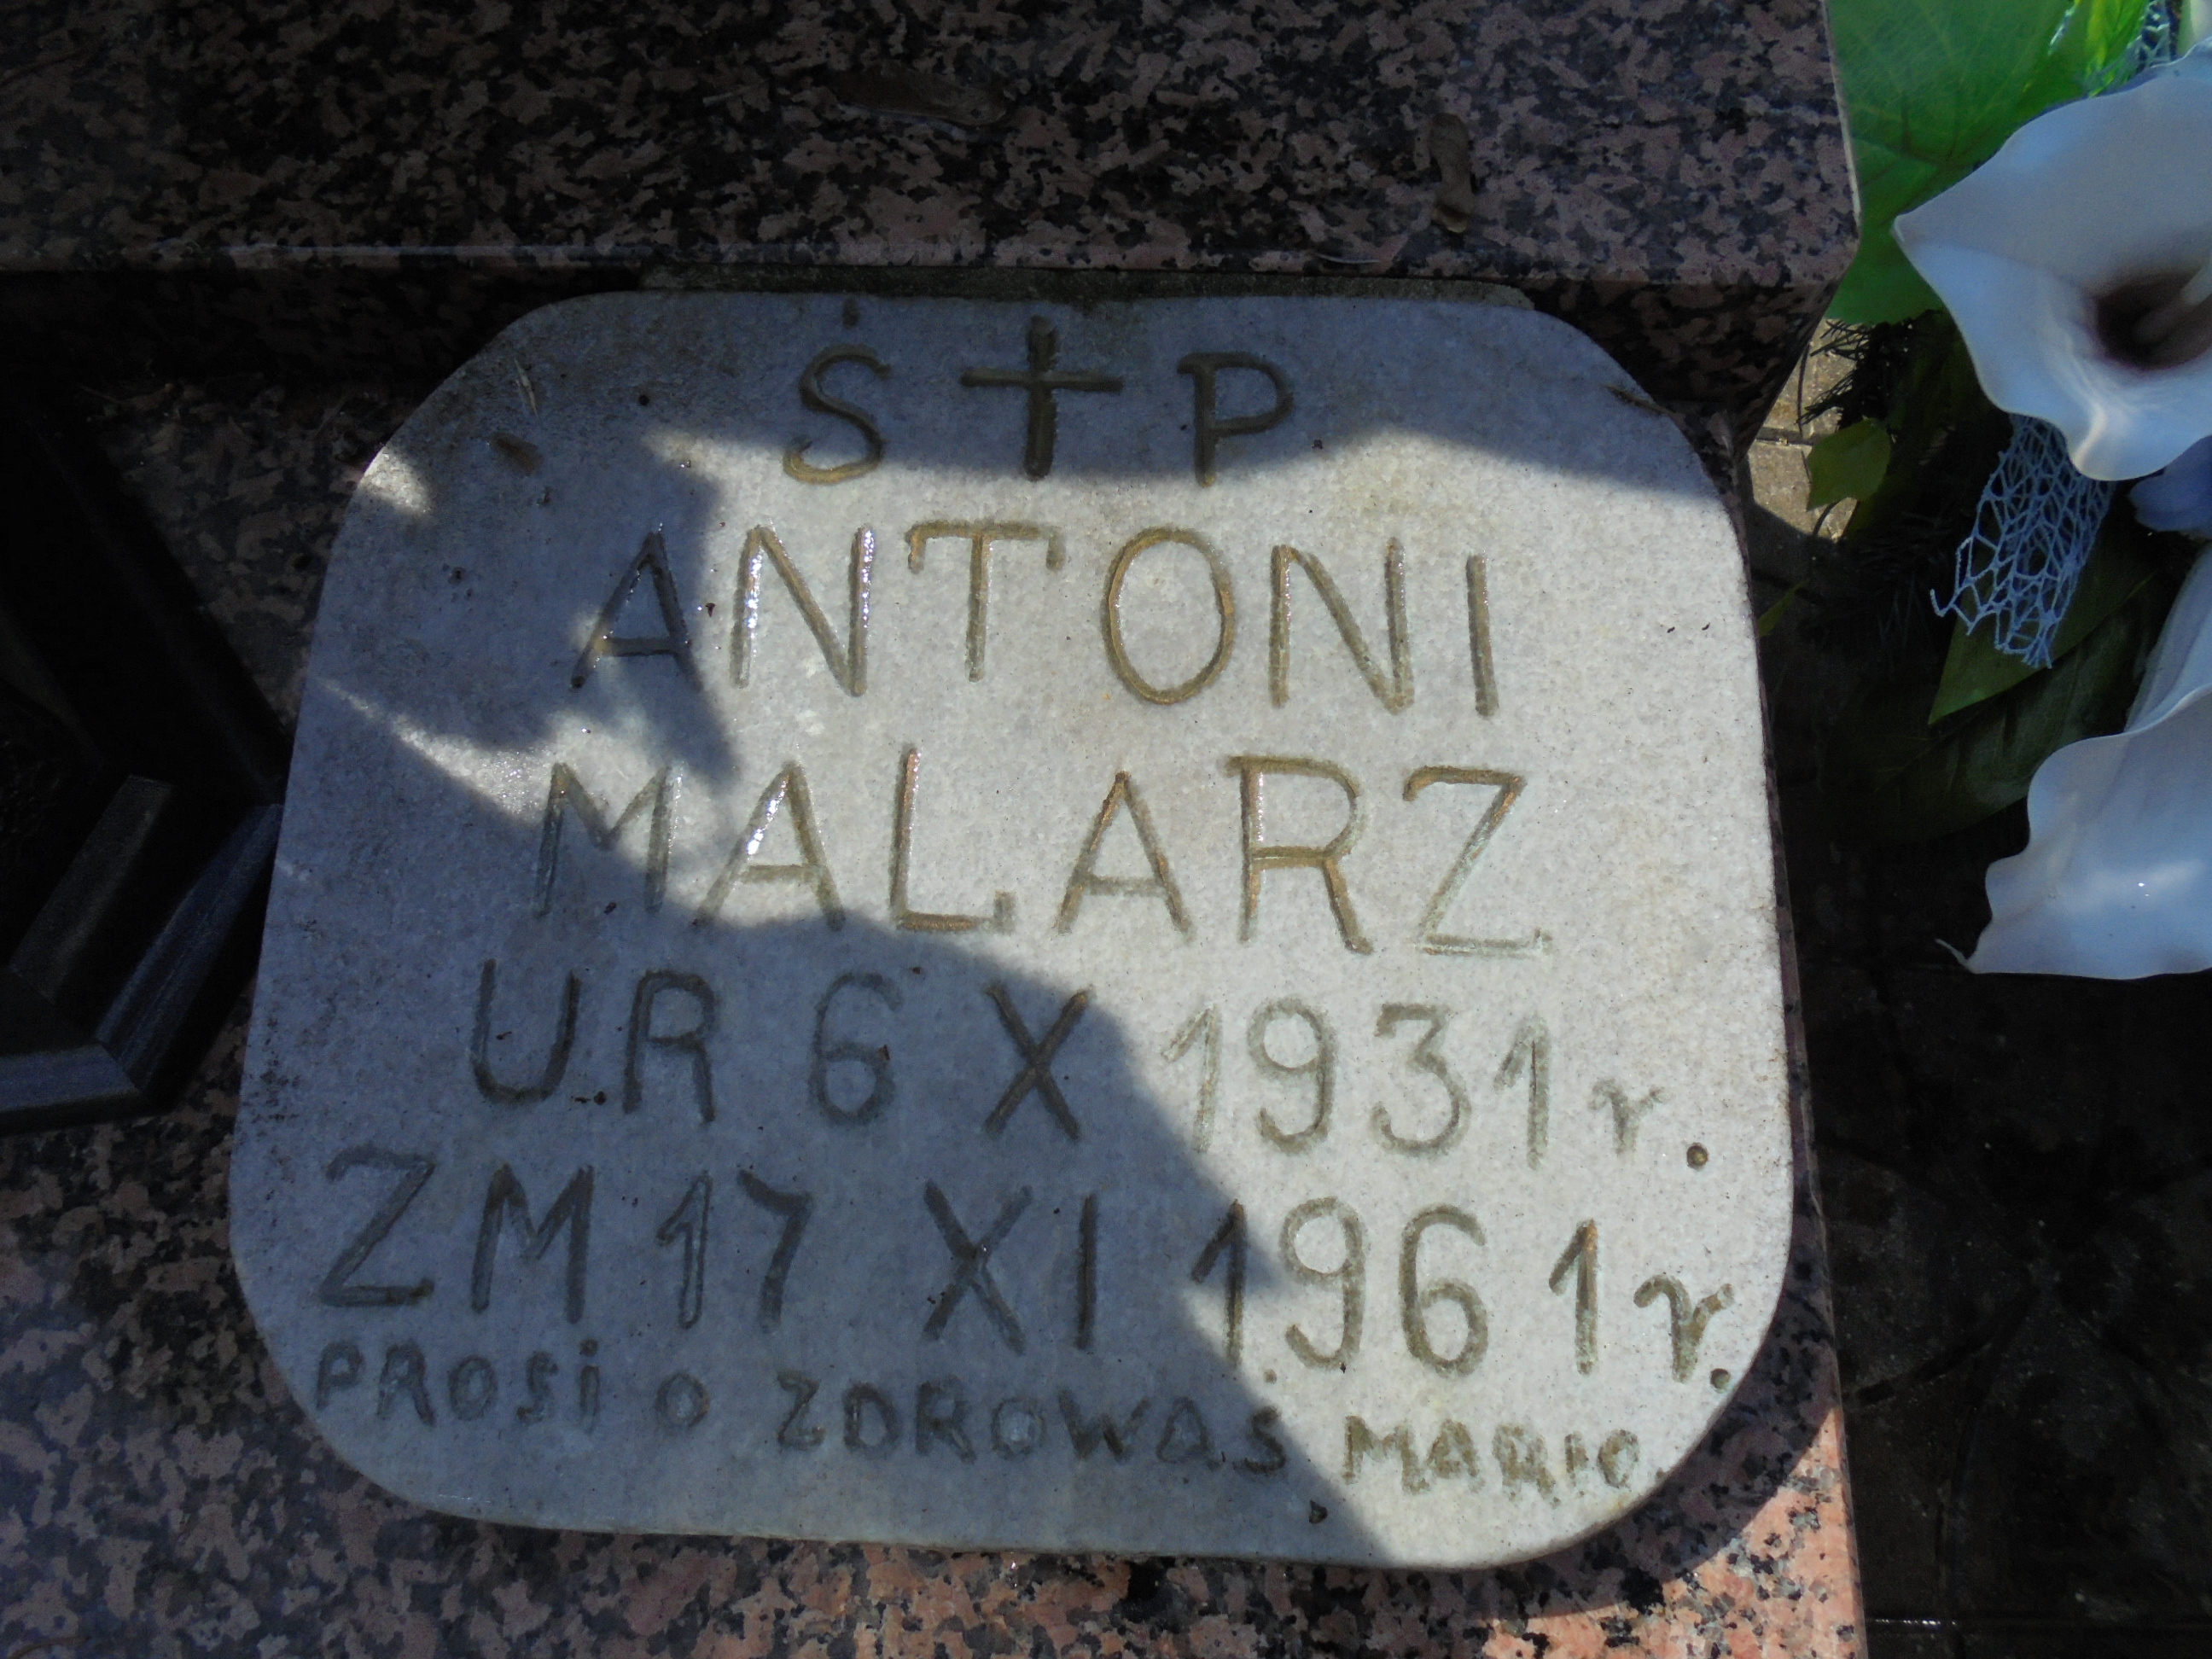 Ś † P
ANTONI
MALARZ
UR 6 X 1931 r.
ZM 17 XI 1961 r.
PROSI O ZDROWAŚ MARIO